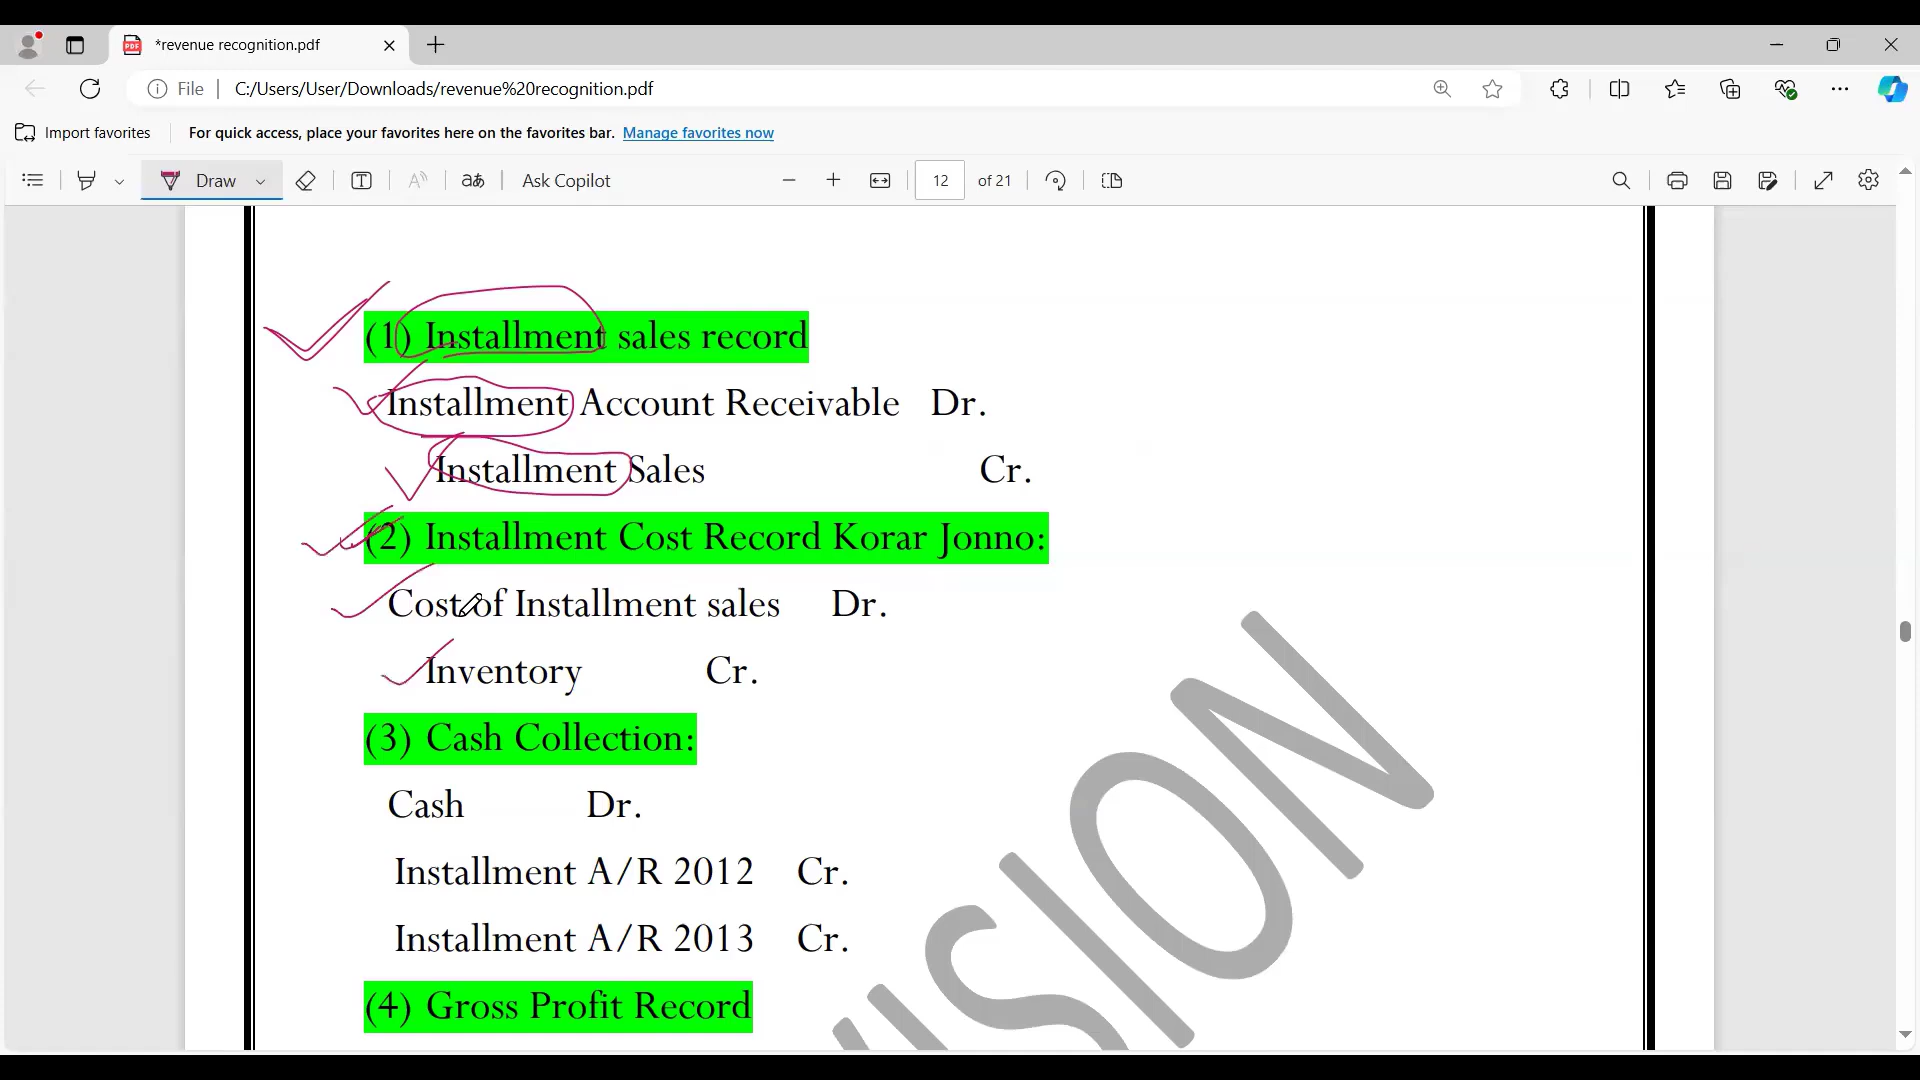 *revenue recognition.pdf
File
C:/Users/User/Downloads/revenue%20recognition.pdf
Import favorites
For quick access, place your favorites here on the favorites bar. Manage favorites now
Draw
aあ
Ask Copilot
12
of 21
(1) Installment sales record
Installment Account Receivable Dr.
Installment Sales Cr.
(2) Installment Cost Record Korar Jonno:
Cost of Installment sales Dr.
Inventory Cr.
(3) Cash Collection:
Cash Dr.
Installment A/R 2012 Cr.
Installment A/R 2013 Cr.
(4) Gross Profit Record
ISION